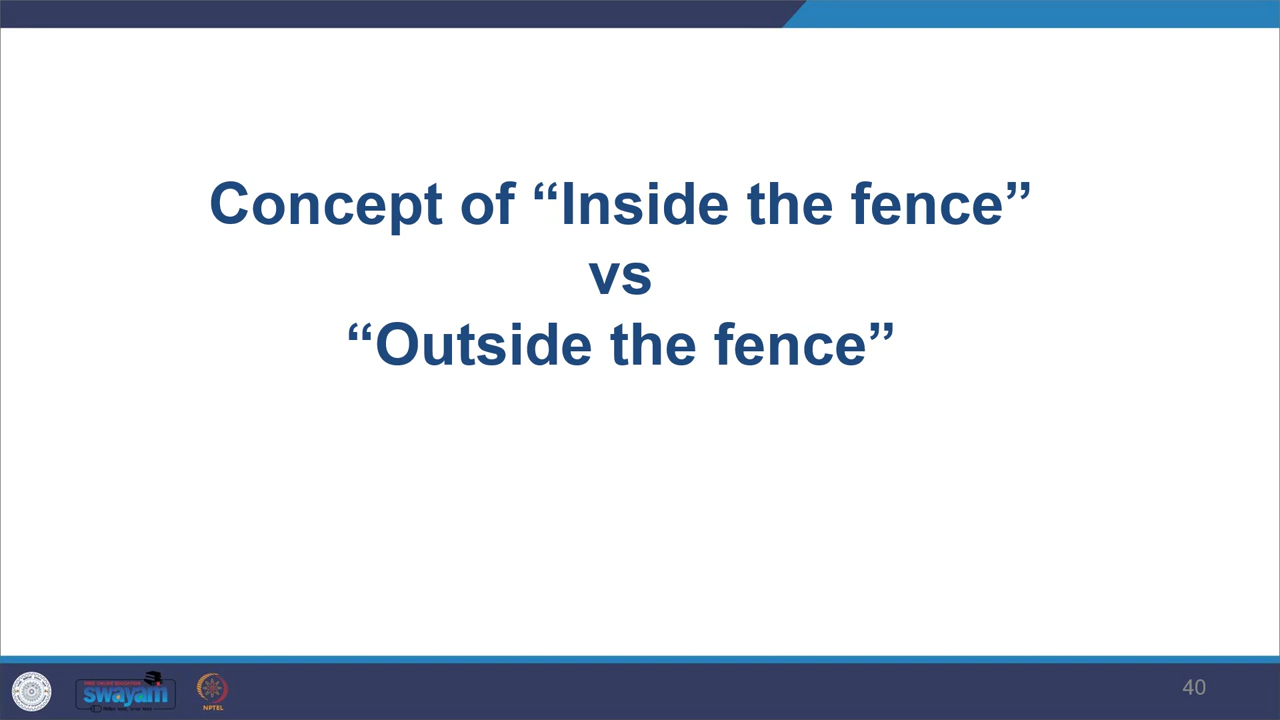 Concept of “Inside the fence”
vs
“Outside the fence”
swayam
NPTEL
40